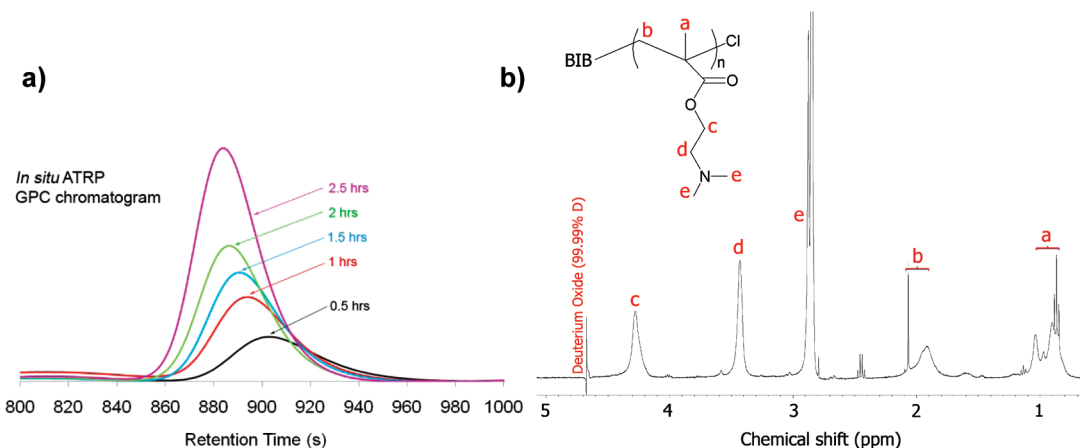 a)
In situ ATRP
GPC chromatogram
2.5 hrs
2 hrs
1.5 hrs
1 hrs
0.5 hrs
800 820 840 860 880 900 920 940 960 980 1000
Retention Time (s)
b)
b a
BIB Cl
n
O
O
c
d
N e
e
Deuterium Oxide (99.99% D)
c
d
e
b
a
5 4 3 2 1
Chemical shift (ppm)